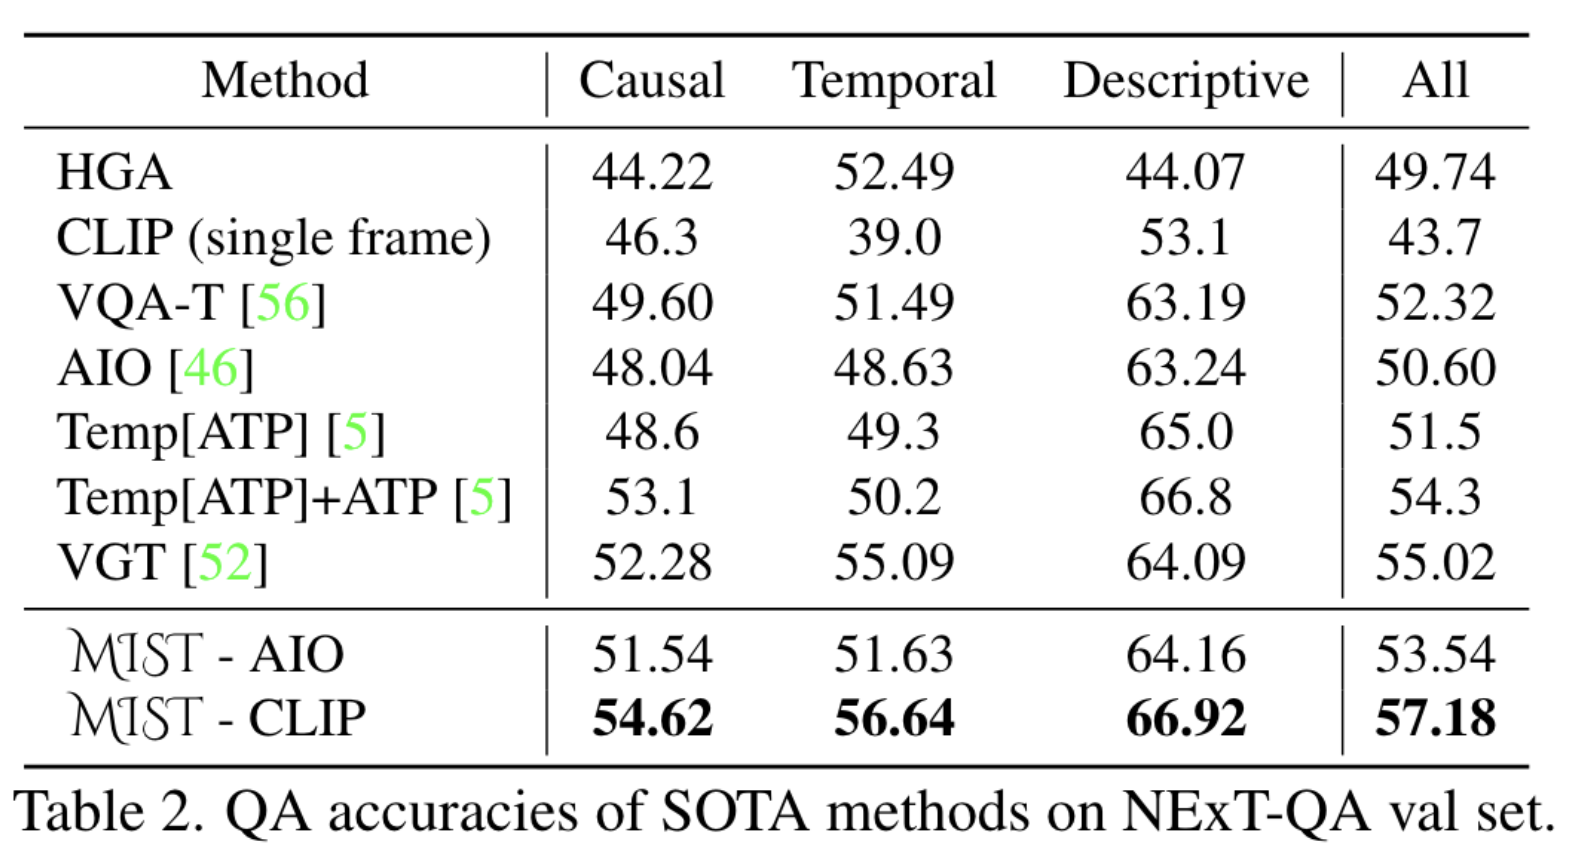 Method Causal Temporal Descriptive All
HGA 44.22 52.49 44.07 49.74
CLIP (single frame) 46.3 39.0 53.1 43.7
VQA-T [56] 49.60 51.49 63.19 52.32
AIO [46] 48.04 48.63 63.24 50.60
Temp[ATP] [5] 48.6 49.3 65.0 51.5
Temp[ATP]+ATP [5] 53.1 50.2 66.8 54.3
VGT [52] 52.28 55.09 64.09 55.02
MIST - AIO 51.54 51.63 64.16 53.54
MIST - CLIP 54.62 56.64 66.92 57.18
Table 2. QA accuracies of SOTA methods on NExT-QA val set.